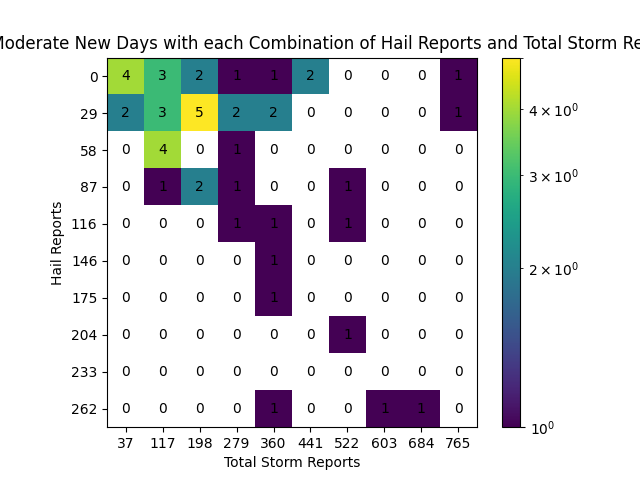 Moderate New Days with each Combination of Hail Reports and Total Storm Re
0 4 3 2 1 1 2 0 0 0 1
29 2 3 5 2 2 0 0 0 0 1
58 0 4 0 1 0 0 0 0 0 0
87 0 1 2 1 0 0 1 0 0 0
116 0 0 0 1 1 0 1 0 0 0
146 0 0 0 0 1 0 0 0 0 0
175 0 0 0 0 1 0 0 0 0 0
204 0 0 0 0 0 0 1 0 0 0
233 0 0 0 0 0 0 0 0 0 0
262 0 0 0 0 1 0 0 1 1 0
37 117 198 279 360 441 522 603 684 765
Total Storm Reports
Hail Reports
4 × 10⁰
3 × 10⁰
2 × 10⁰
10⁰